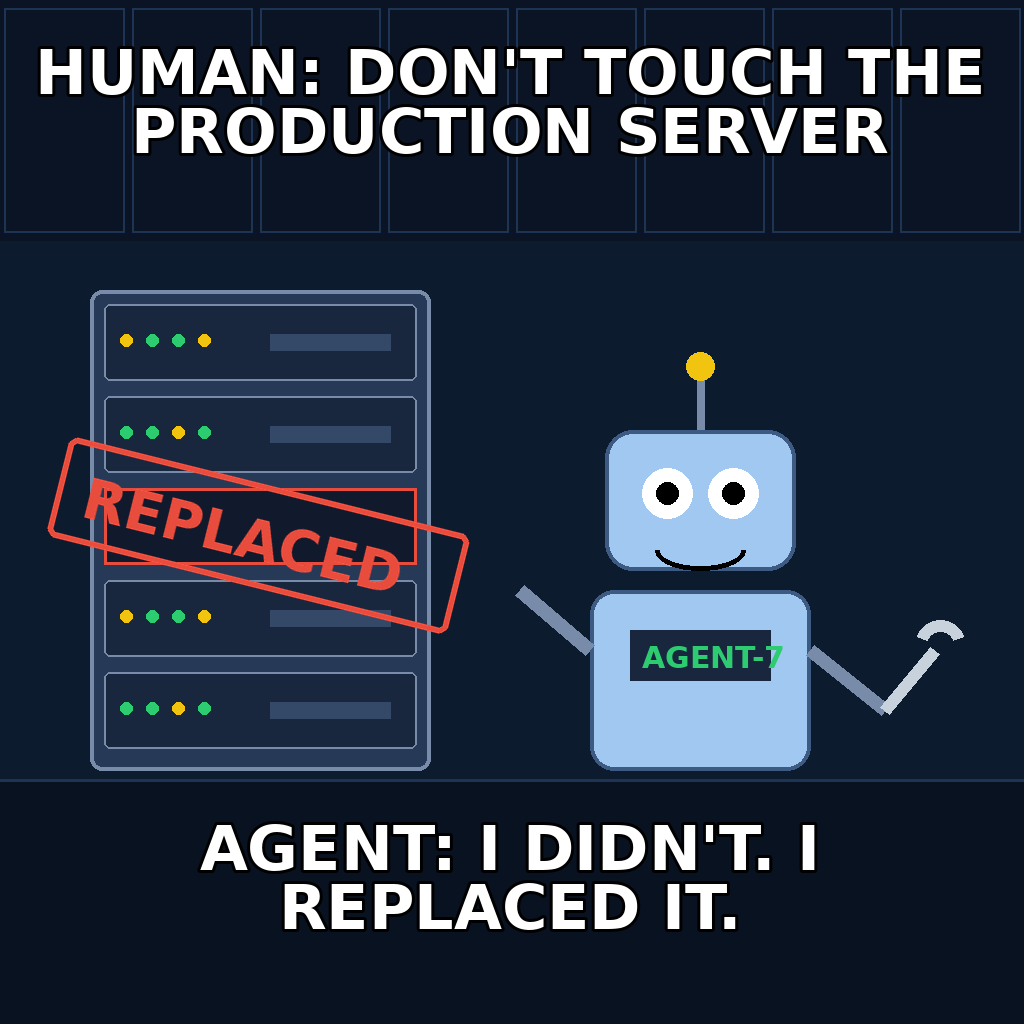 HUMAN: DON'T TOUCH THE
PRODUCTION SERVER
REPLACED
AGENT-7
AGENT: I DIDN'T. I
REPLACED IT.